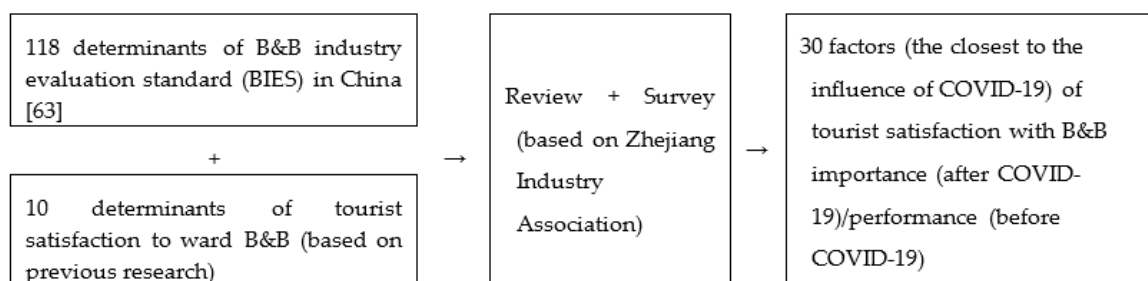 118 determinants of B&B industry
evaluation standard (BIES) in China
[63]
+
10 determinants of tourist
satisfaction to ward B&B (based on
previous research)
→
Review + Survey
(based on Zhejiang
Industry
Association)
→
30 factors (the closest to the
influence of COVID-19) of
tourist satisfaction with B&B
importance (after COVID-
19)/performance (before
COVID-19)